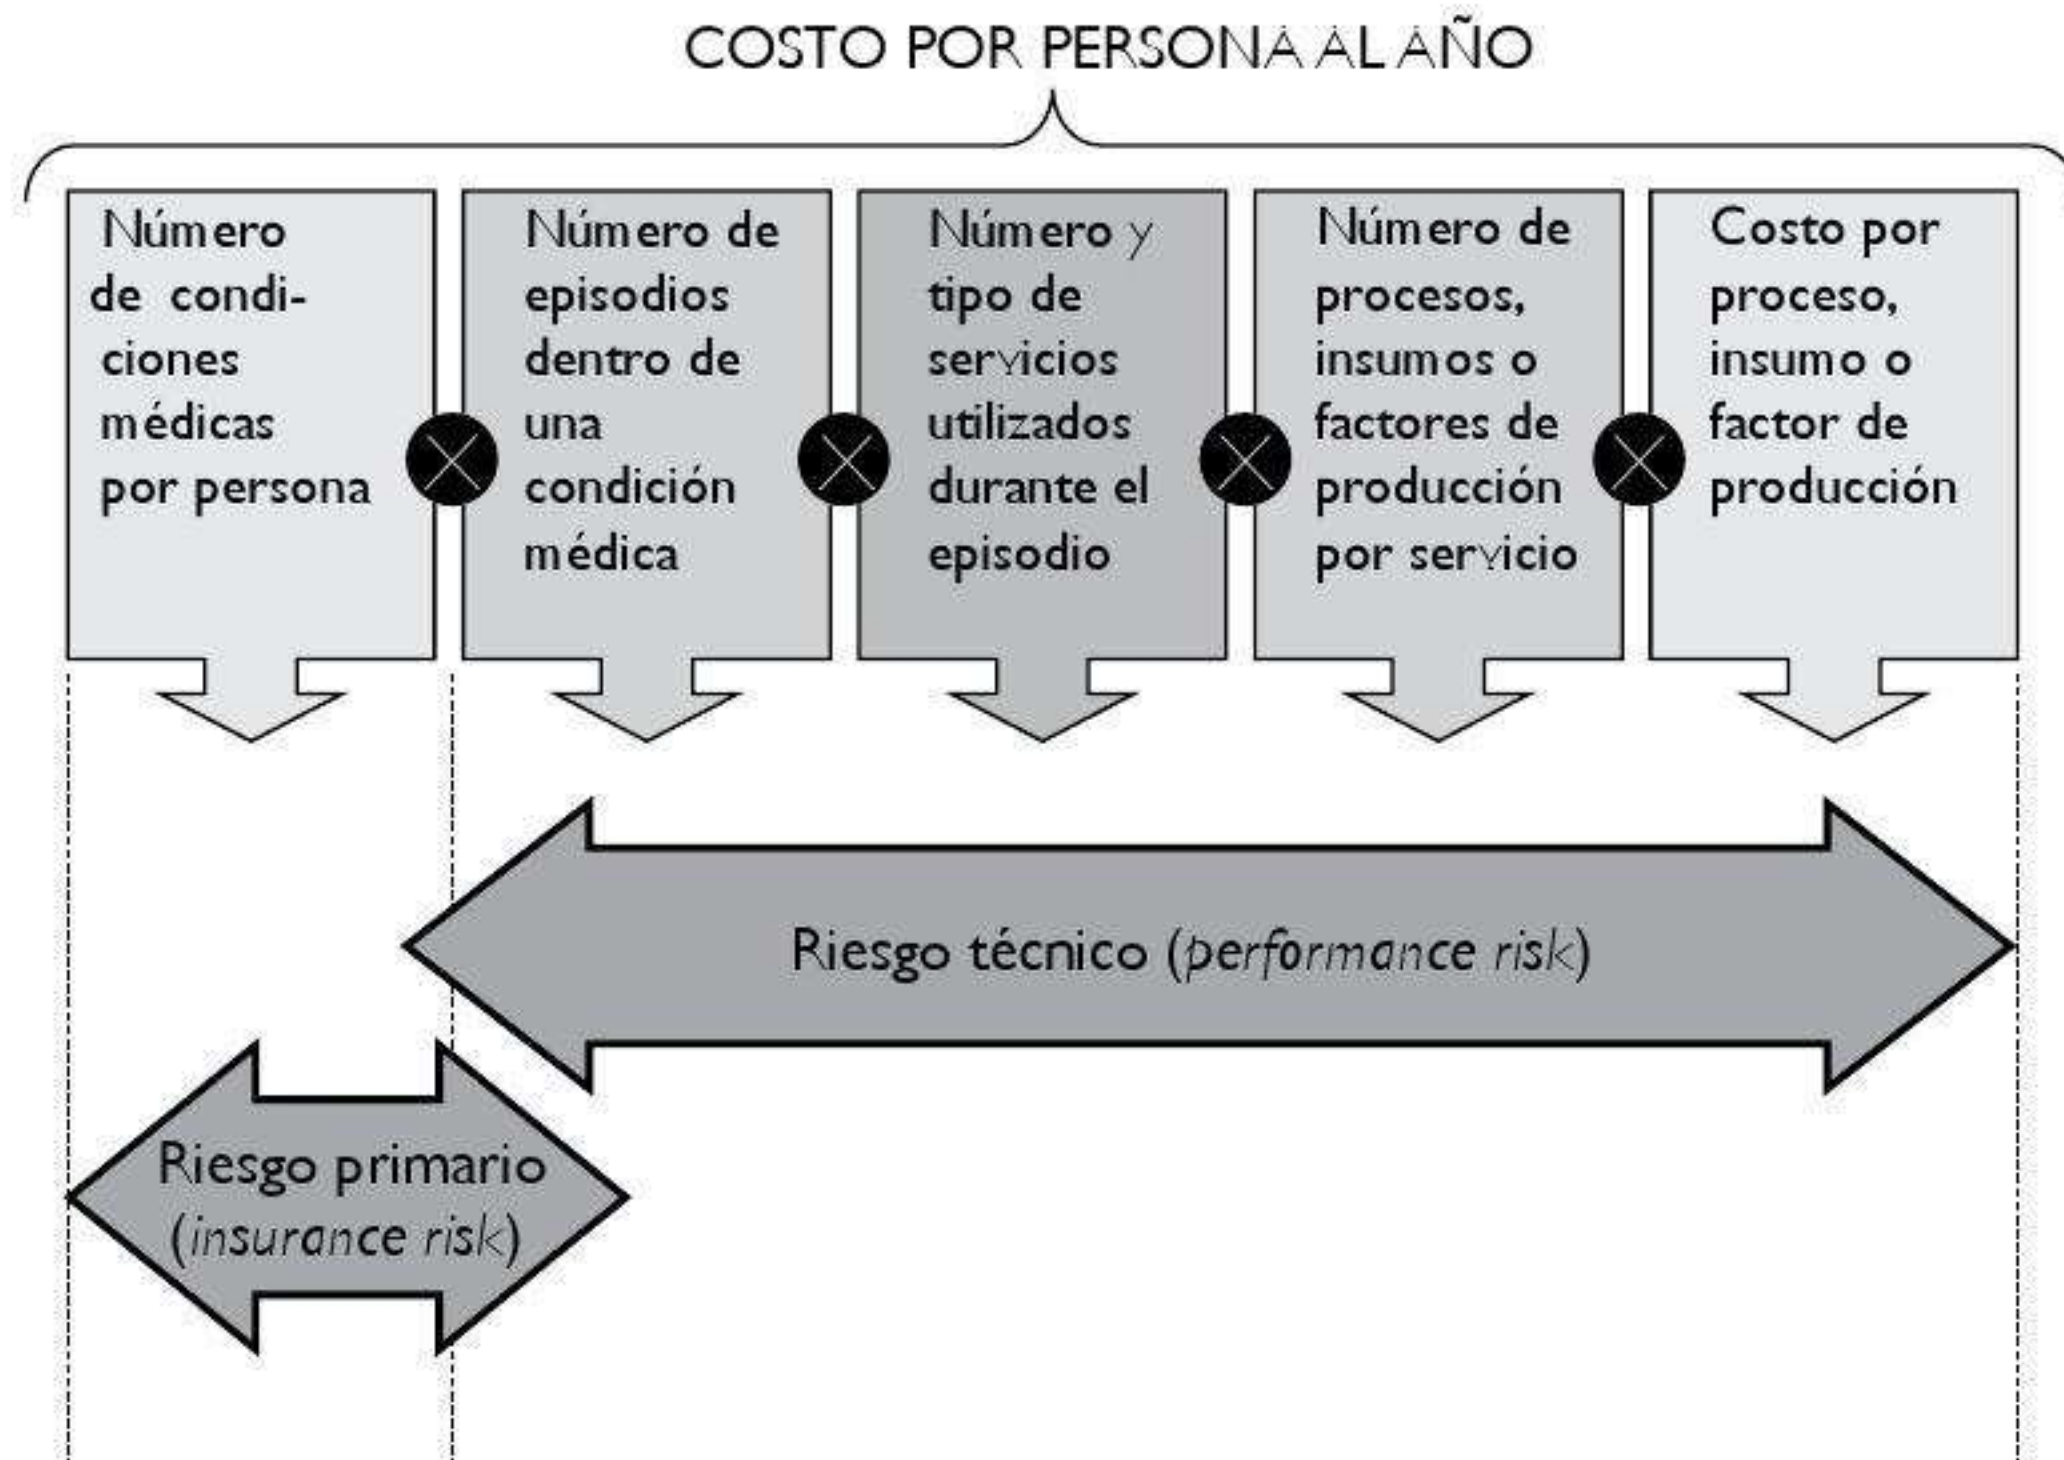 COSTO POR PERSONA AL AÑO
Número
de condi-
ciones
médicas
por persona
Número de
episodios
dentro de
una
condición
médica
Número y
tipo de
servicios
utilizados
durante el
episodio
Número de
procesos,
insumos o
factores de
producción
por servicio
Costo por
proceso,
insumo o
factor de
producción
Riesgo técnico (performance risk)
Riesgo primario
(insurance risk)